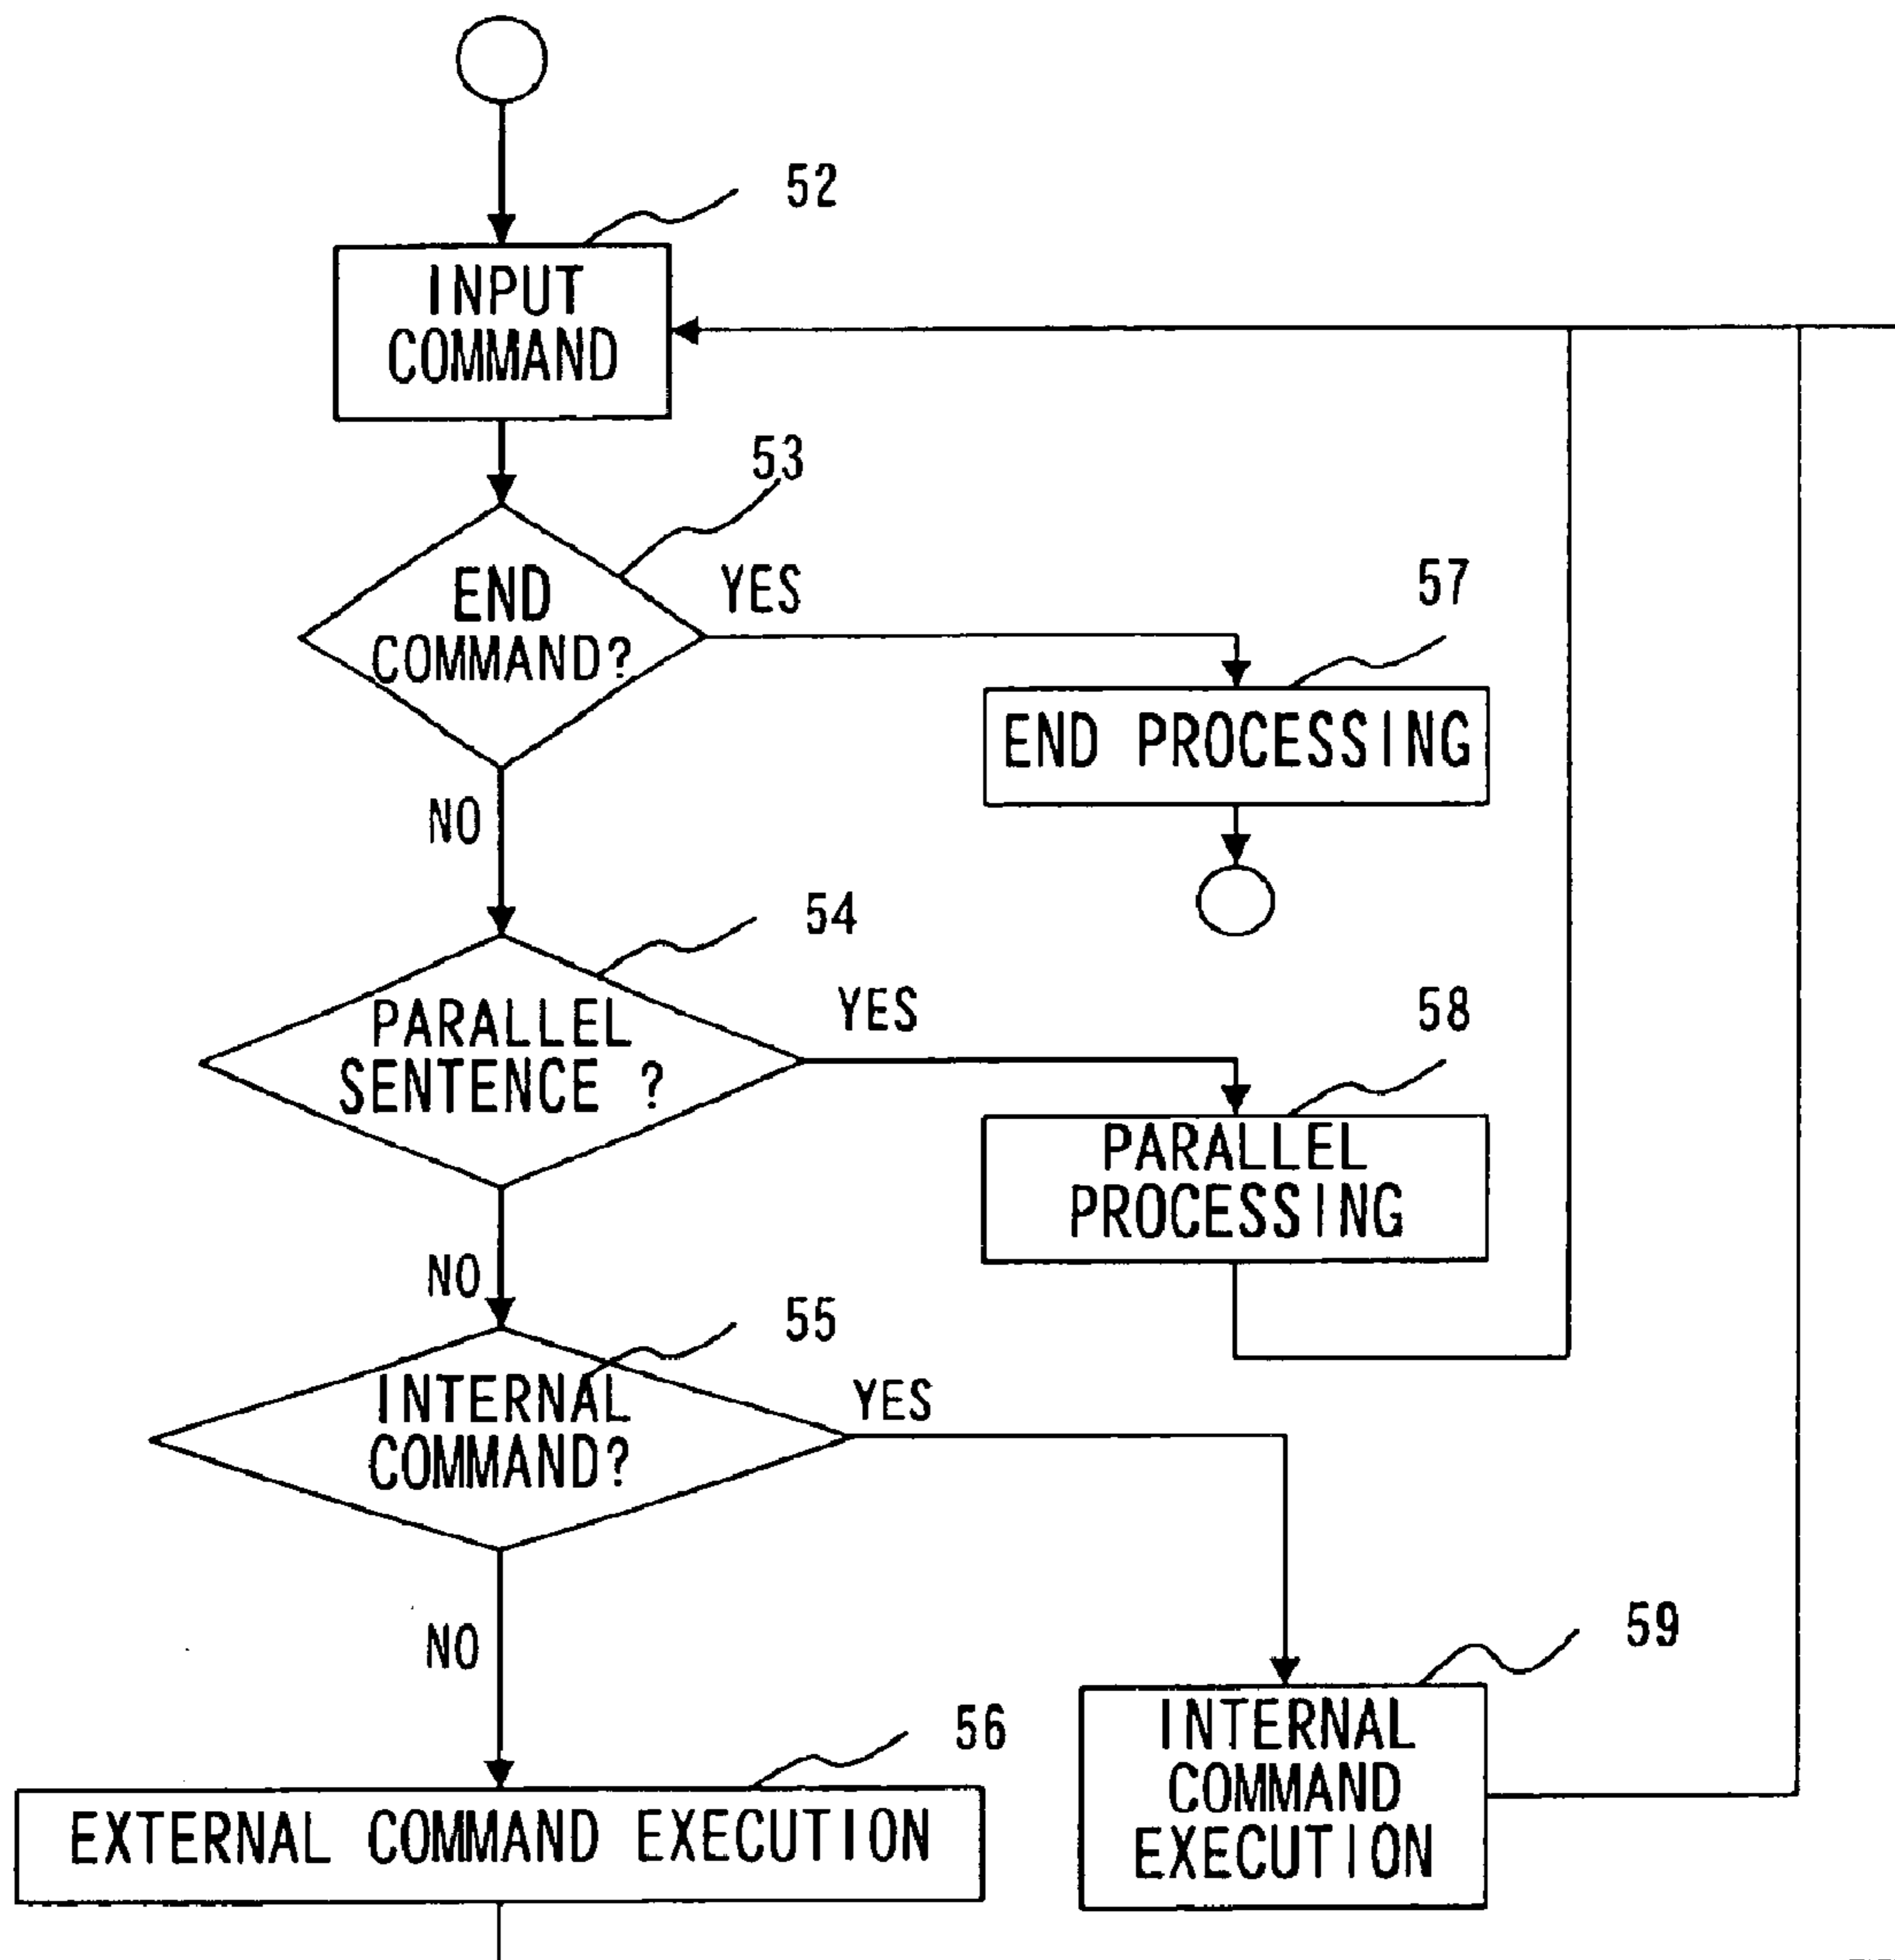 52
INPUT
COMMAND
53
END
COMMAND?
YES
57
END PROCESSING
NO
54
PARALLEL
SENTENCE ?
YES
58
PARALLEL
PROCESSING
NO
55
INTERNAL
COMMAND?
YES
NO
59
INTERNAL
COMMAND
EXECUTION
56
EXTERNAL COMMAND EXECUTION